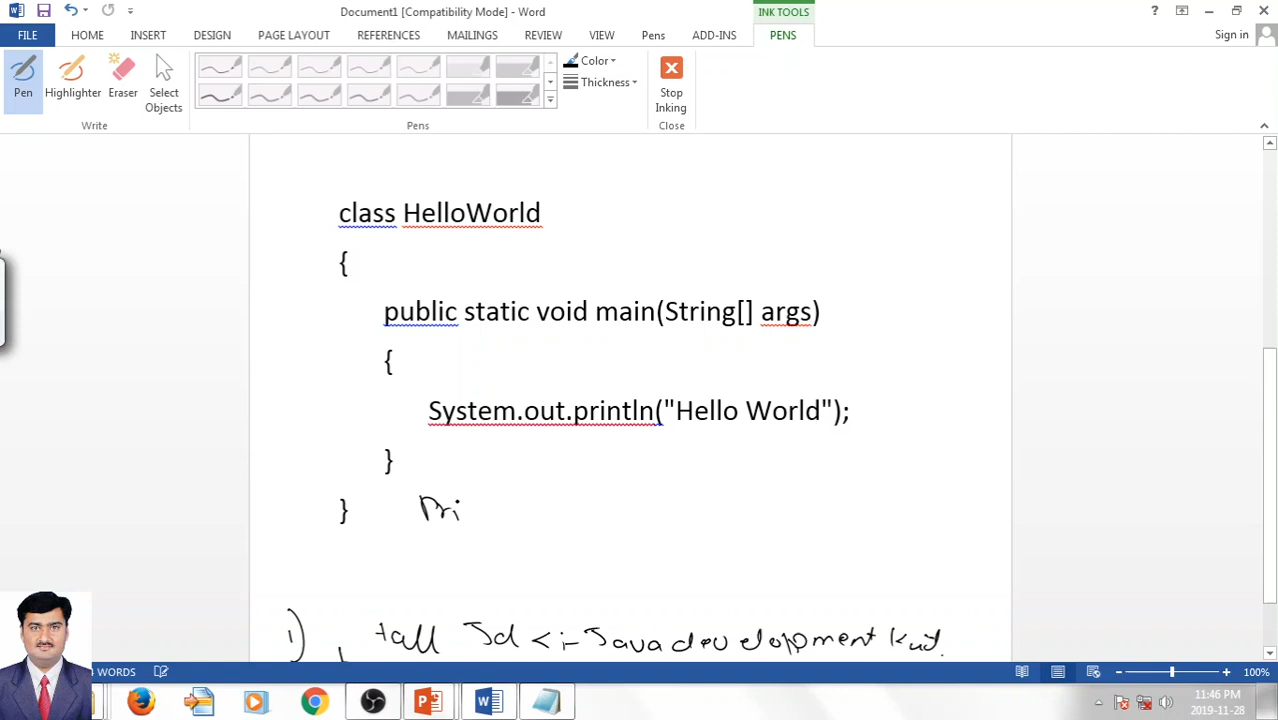 Document1 [Compatibility Mode] - Word
INK TOOLS
?
FILE HOME INSERT DESIGN PAGE LAYOUT REFERENCES MAILINGS REVIEW VIEW Pens ADD-INS PENS Sign in
Pen Highlighter Eraser Select Objects
Color
Thickness
Stop Inking
Write Pens Close
class HelloWorld
{
public static void main(String[] args)
{
System.out.println("Hello World");
}
} Pri
1) tall Jd
Java development
WORDS
100%
11:46 PM
2019-11-28